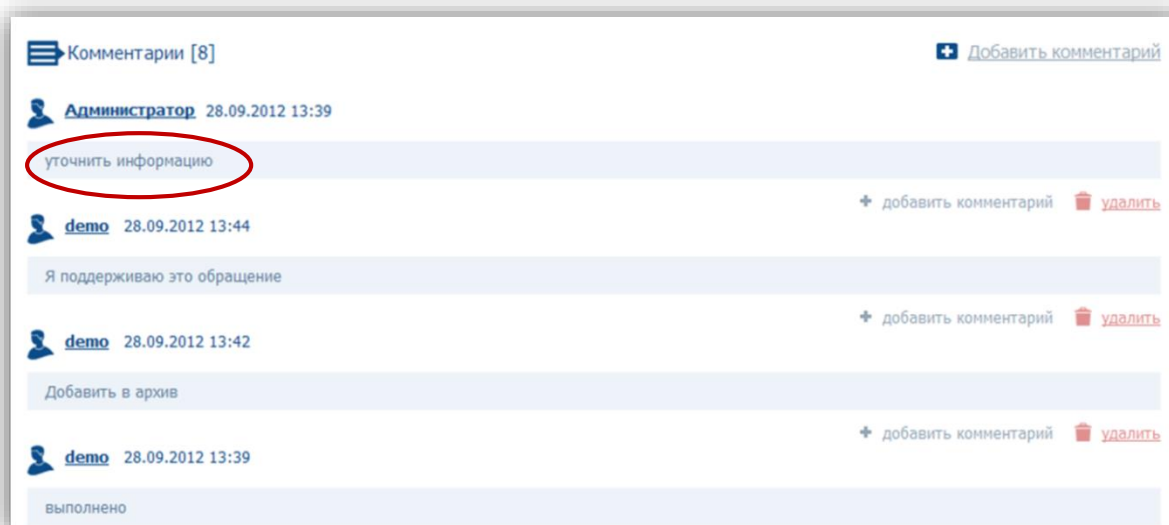 Комментарии [8]
Добавить комментарий
Администратор 28.09.2012 13:39
уточнить информацию
добавить комментарий удалить
demo 28.09.2012 13:44
Я поддерживаю это обращение
добавить комментарий удалить
demo 28.09.2012 13:42
Добавить в архив
добавить комментарий удалить
demo 28.09.2012 13:39
выполнено